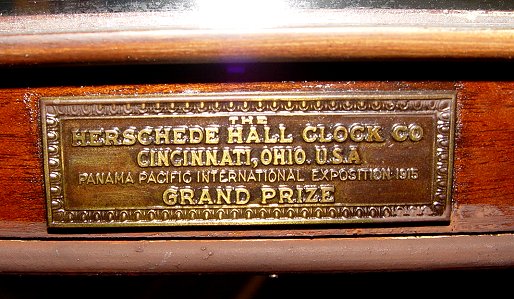 THE
HERSCHEDE HALL CLOCK CO
CINCINNATI, OHIO. U.S.A
PANAMA PACIFIC INTERNATIONAL EXPOSITION 1915
GRAND PRIZE